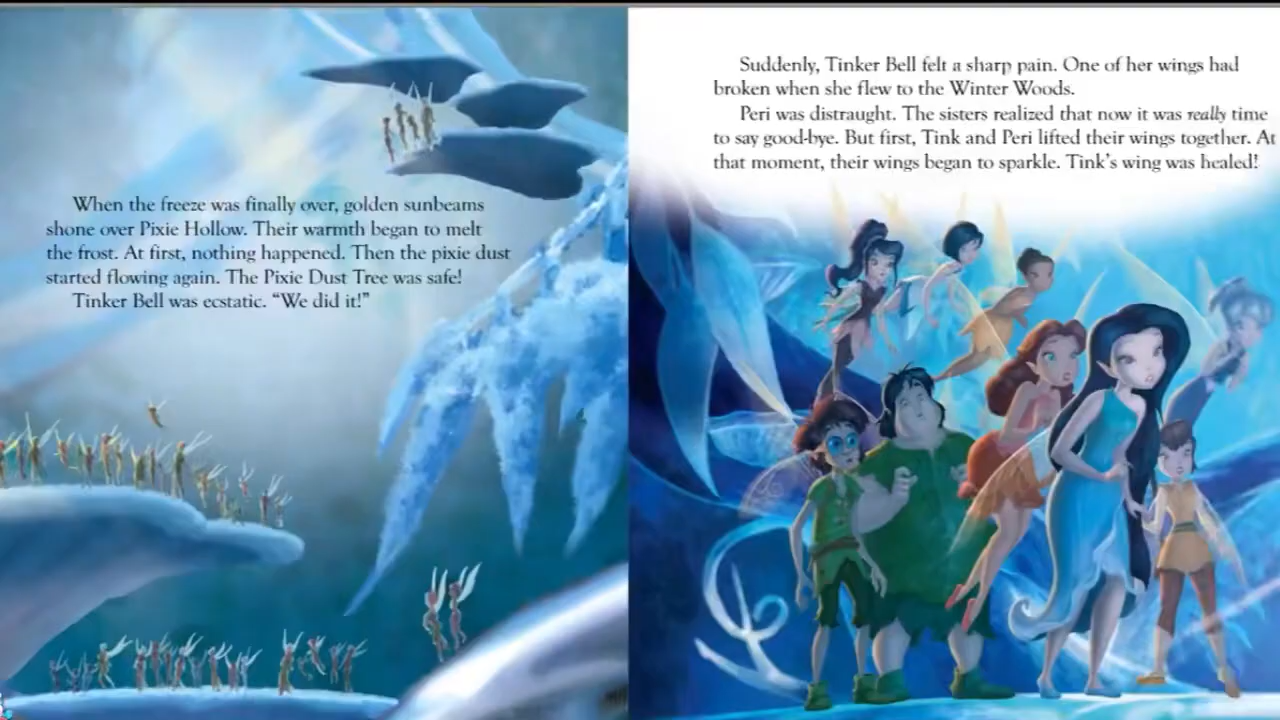 When the freeze was finally over, golden sunbeams
shone over Pixie Hollow. Their warmth began to melt
the frost. At first, nothing happened. Then the pixie dust
started flowing again. The Pixie Dust Tree was safe!
Tinker Bell was ecstatic. “We did it!”
Suddenly, Tinker Bell felt a sharp pain. One of her wings had
broken when she flew to the Winter Woods.
Peri was distraught. The sisters realized that now it was really time
to say good-bye. But first, Tink and Peri lifted their wings together. At
that moment, their wings began to sparkle. Tink’s wing was healed!